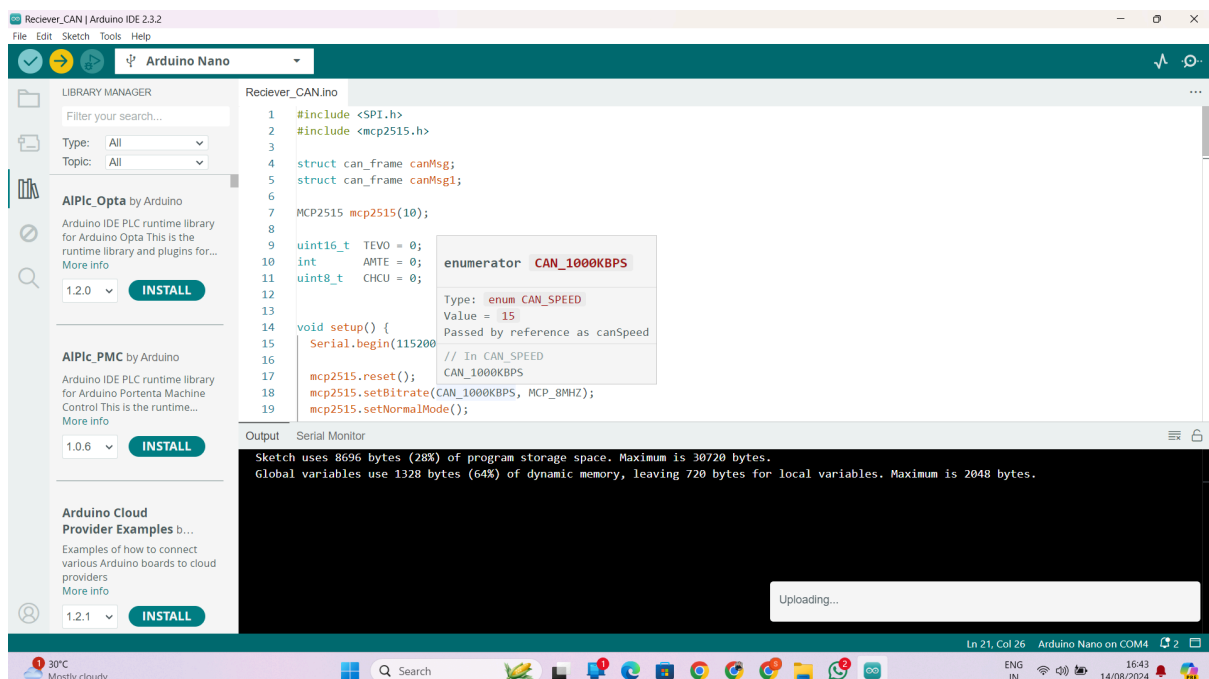 Reciever_CAN | Arduino IDE 2.3.2
File Edit Sketch Tools Help
Arduino Nano
LIBRARY MANAGER
Filter your search...
Type: All
Topic: All
AlPlc_Opta by Arduino
Arduino IDE PLC runtime library
for Arduino Opta This is the
runtime library and plugins for...
More info
1.2.0 INSTALL
AlPlc_PMC by Arduino
Arduino IDE PLC runtime library
for Arduino Portenta Machine
Control This is the runtime...
More info
1.0.6 INSTALL
Arduino Cloud
Provider Examples b...
Examples of how to connect
various Arduino boards to cloud
providers
More info
1.2.1 INSTALL
Reciever_CAN.ino
1 #include <SPI.h>
2 #include <mcp2515.h>
3
4 struct can_frame canMsg;
5 struct can_frame canMsg1;
6
7 MCP2515 mcp2515(10);
8
9 uint16_t TEVO = 0;
10 int AMTE = 0;
11 uint8_t CHCU = 0;
12
13
14 void setup() {
15 Serial.begin(115200
16
17 mcp2515.reset();
18 mcp2515.setBitrate(CAN_1000KBPS, MCP_8MHZ);
19 mcp2515.setNormalMode();
enumerator CAN_1000KBPS
Type: enum CAN_SPEED
Value = 15
Passed by reference as canSpeed
// In CAN_SPEED
CAN_1000KBPS
Output Serial Monitor
Sketch uses 8696 bytes (28%) of program storage space. Maximum is 30720 bytes.
Global variables use 1328 bytes (64%) of dynamic memory, leaving 720 bytes for local variables. Maximum is 2048 bytes.
Uploading...
Ln 21, Col 26 Arduino Nano on COM4 2
1 30°C
Mostly cloudy
Search
1
5
2
ENG
IN
16:43
14/08/2024